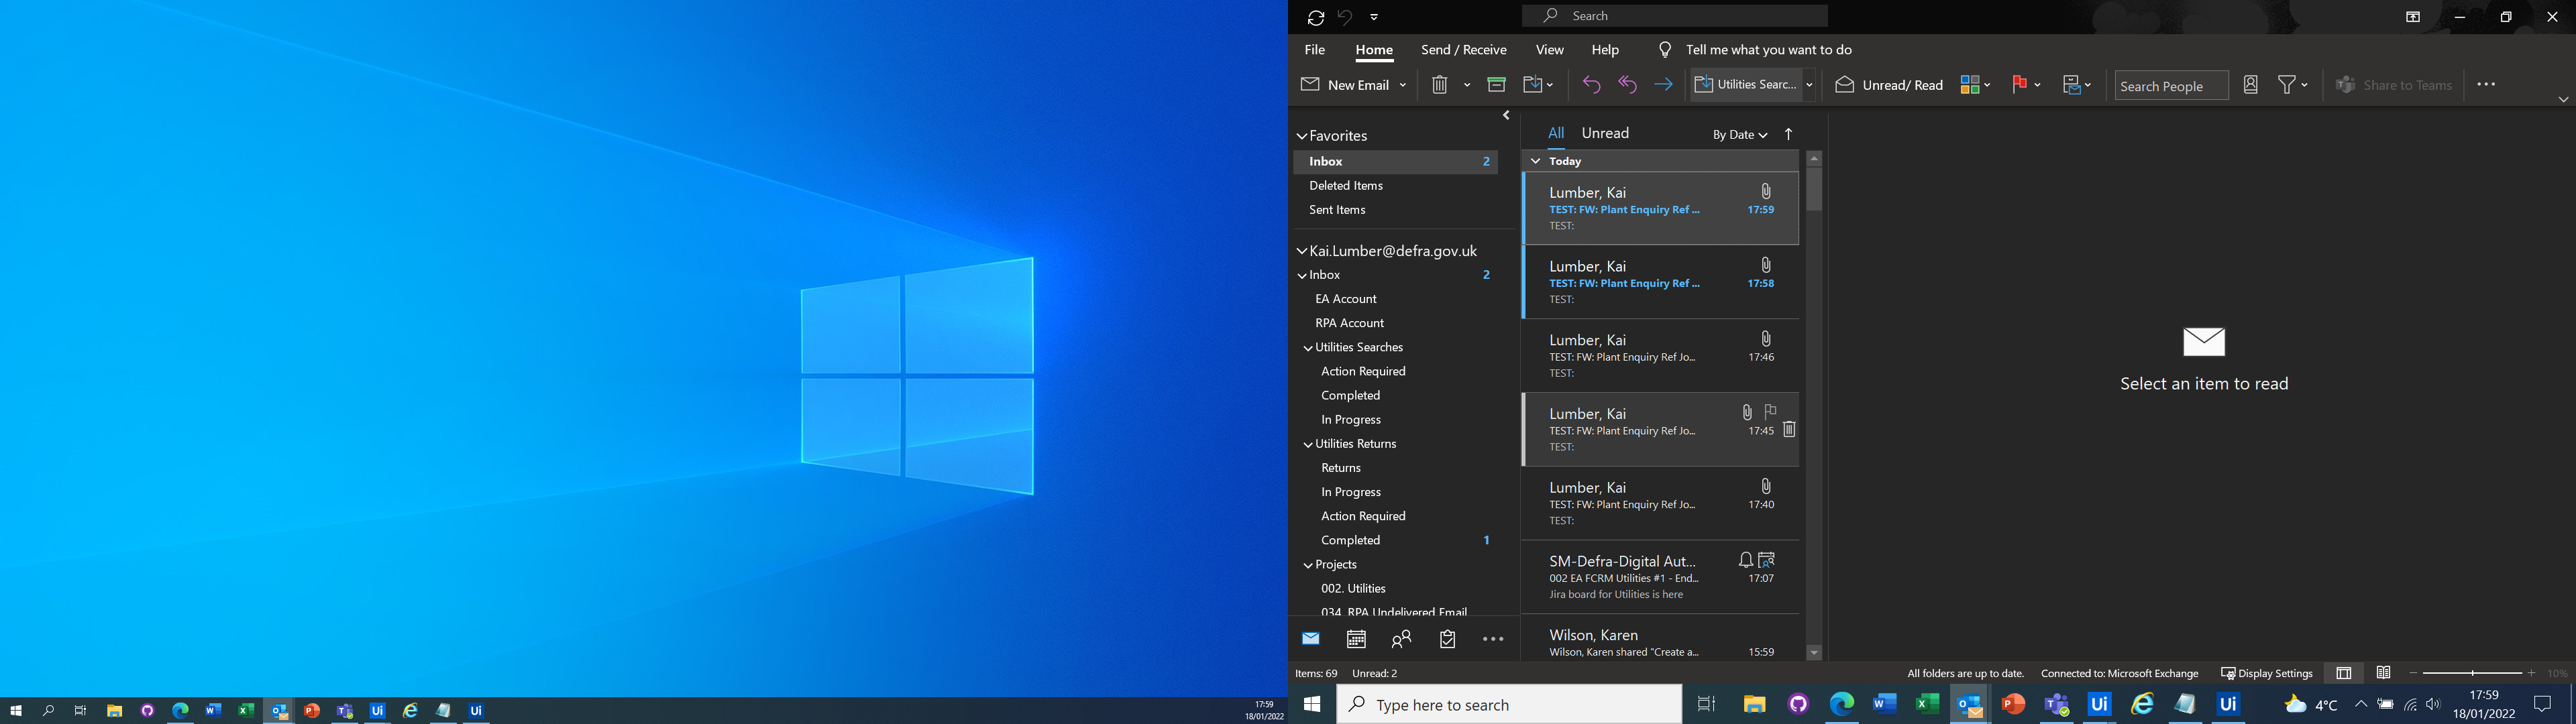 17:59
18/01/2022
Search
File Home Send / Receive View Help Tell me what you want to do
New Email Utilities Searc... Unread/ Read Search People Share to Teams
Favorites
Inbox 2
Deleted Items
Sent Items
Kai.Lumber@defra.gov.uk
Inbox 2
EA Account
RPA Account
Utilities Searches
Action Required
Completed
In Progress
Utilities Returns
Returns
In Progress
Action Required
Completed 1
Projects
002. Utilities
034. RPA Undelivered Email
All Unread By Date
Today
Lumber, Kai
TEST: FW: Plant Enquiry Ref ... 17:59
TEST:
Lumber, Kai
TEST: FW: Plant Enquiry Ref ... 17:58
TEST:
Lumber, Kai
TEST: FW: Plant Enquiry Ref Jo... 17:46
TEST:
Lumber, Kai
TEST: FW: Plant Enquiry Ref Jo... 17:45
TEST:
Lumber, Kai
TEST: FW: Plant Enquiry Ref Jo... 17:40
TEST:
SM-Defra-Digital Aut...
002 EA FCRM Utilities #1 - End... 17:07
Jira board for Utilities is here
Wilson, Karen
Wilson, Karen shared "Create a... 15:59
Select an item to read
Items: 69 Unread: 2 All folders are up to date. Connected to: Microsoft Exchange Display Settings 10%
Type here to search
Ui Ui
4°C
17:59
18/01/2022